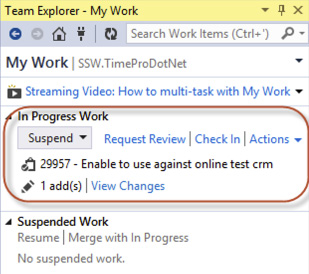 Team Explorer - My Work
Search Work Items (Ctrl+')
My Work | SSW.TimeProDotNet
Streaming Video: How to multi-task with My Work
In Progress Work
Suspend Request Review | Check In | Actions
29957 - Enable to use against online test crm
1 add(s) | View Changes
Suspended Work
Resume | Merge with In Progress
No suspended work.